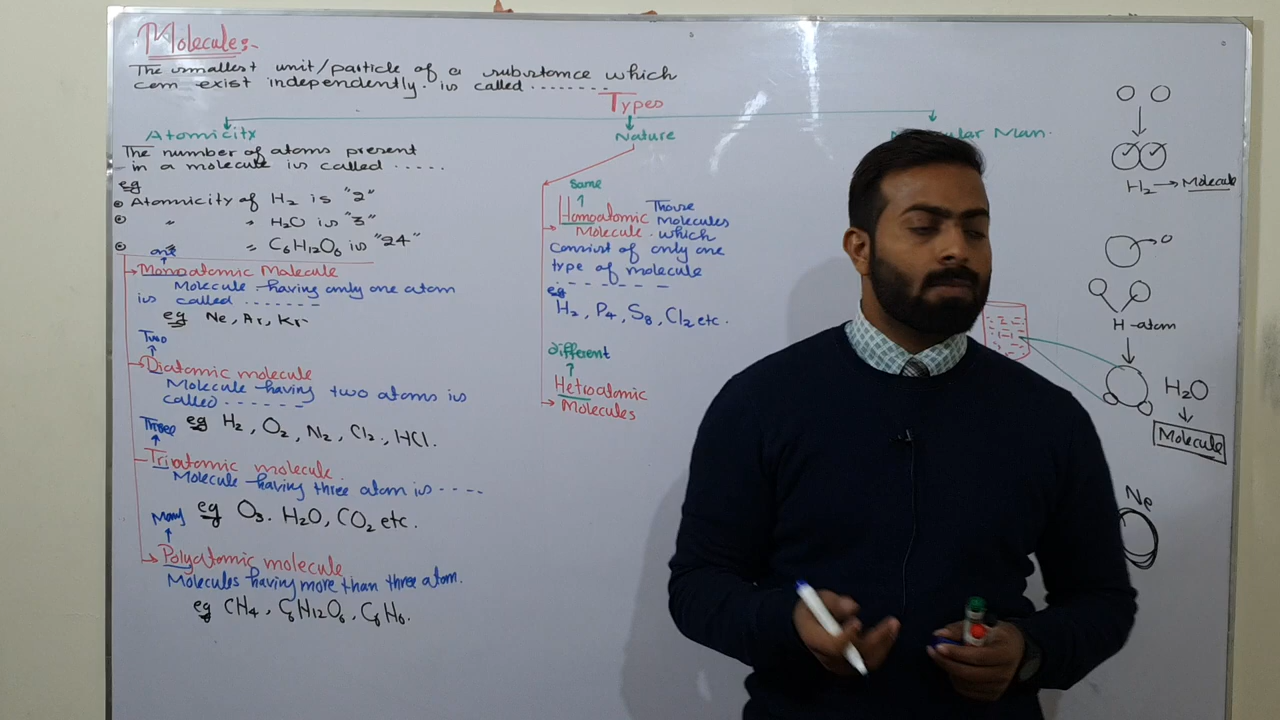 Molecules:-
The smallest unit/particle of a substance which
can exist independently. is called --------
Types
Atomicity
The number of atoms present
in a molecule is called -----
eg
Atomicity of H2 is "2"
" " H2O is "3"
" C6H12O6 is "24"
one
Monoatomic Molecule
Molecule having only one atom
is called -------
eg Ne, Ar, Kr
Two
Diatomic molecule
Molecule having two atoms is
called -------
eg H2, O2, N2, Cl2, HCl.
Three
Triatomic molecule
Molecule having three atom is ----
eg O3. H2O, CO2 etc.
Many
Polyatomic molecule
Molecules having more than three atom.
eg CH4, C6H12O6, C6H6.
Nature
Same
Homoatomic Those
Molecules
Molecule. which
consist of only one
type of molecule
-------
eg
H2, P4, S8, Cl2 etc.
different
Hetroatomic
Molecules
Man.
H2 → Molecule
O
H-atom
H2O
Molecule
Ne